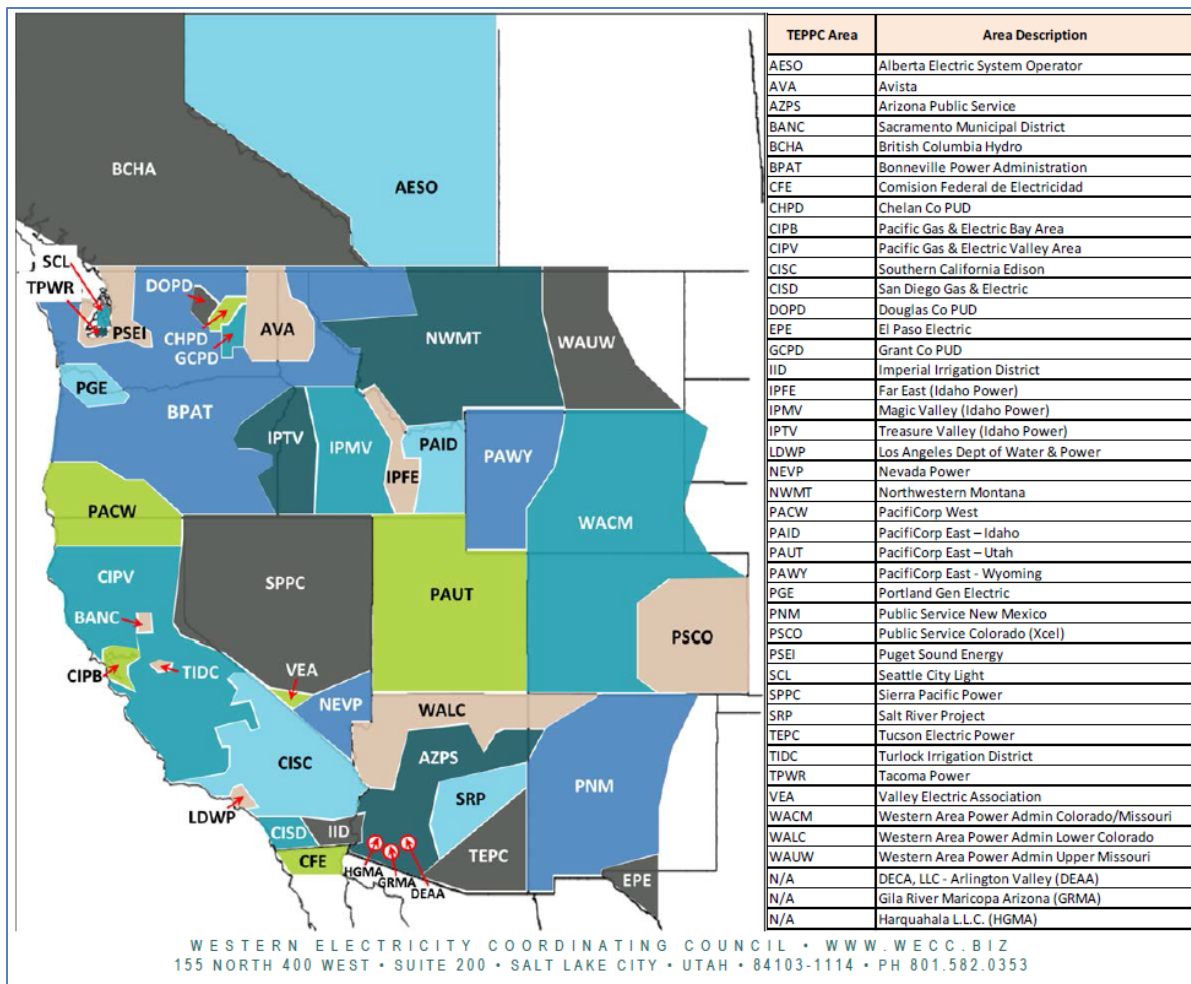 BCHA
AESO
SCL
TPWR
DOPD
PSEI
CHPD
GCPD
AVA
NWMT
WAUW
PGE
BPAT
IPTV
IPMV
IPFE
PAID
PAWY
PACW
WACM
CIPV
SPPC
PAUT
BANC
PSCO
CIPB
TIDC
VEA
NEVP
WALC
CISC
AZPS
PNM
SRP
LDWP
CISD
IID
TEPC
CFE
HGMA
GRMA
DEAA
EPE
TEPPC Area Area Description
AESO Alberta Electric System Operator
AVA Avista
AZPS Arizona Public Service
BANC Sacramento Municipal District
BCHA British Columbia Hydro
BPAT Bonneville Power Administration
CFE Comision Federal de Electricidad
CHPD Chelan Co PUD
CIPB Pacific Gas & Electric Bay Area
CIPV Pacific Gas & Electric Valley Area
CISC Southern California Edison
CISD San Diego Gas & Electric
DOPD Douglas Co PUD
EPE El Paso Electric
GCPD Grant Co PUD
IID Imperial Irrigation District
IPFE Far East (Idaho Power)
IPMV Magic Valley (Idaho Power)
IPTV Treasure Valley (Idaho Power)
LDWP Los Angeles Dept of Water & Power
NEVP Nevada Power
NWMT Northwestern Montana
PACW PacifiCorp West
PAID PacifiCorp East – Idaho
PAUT PacifiCorp East – Utah
PAWY PacifiCorp East - Wyoming
PGE Portland Gen Electric
PNM Public Service New Mexico
PSCO Public Service Colorado (Xcel)
PSEI Puget Sound Energy
SCL Seattle City Light
SPPC Sierra Pacific Power
SRP Salt River Project
TEPC Tucson Electric Power
TIDC Turlock Irrigation District
TPWR Tacoma Power
VEA Valley Electric Association
WACM Western Area Power Admin Colorado/Missouri
WALC Western Area Power Admin Lower Colorado
WAUW Western Area Power Admin Upper Missouri
N/A DECA, LLC - Arlington Valley (DEAA)
N/A Gila River Maricopa Arizona (GRMA)
N/A Harquahala L.L.C. (HGMA)
WESTERN ELECTRICITY COORDINATING COUNCIL • WWW.WECC.BIZ
155 NORTH 400 WEST • SUITE 200 • SALT LAKE CITY • UTAH • 84103-1114 • PH 801.582.0353